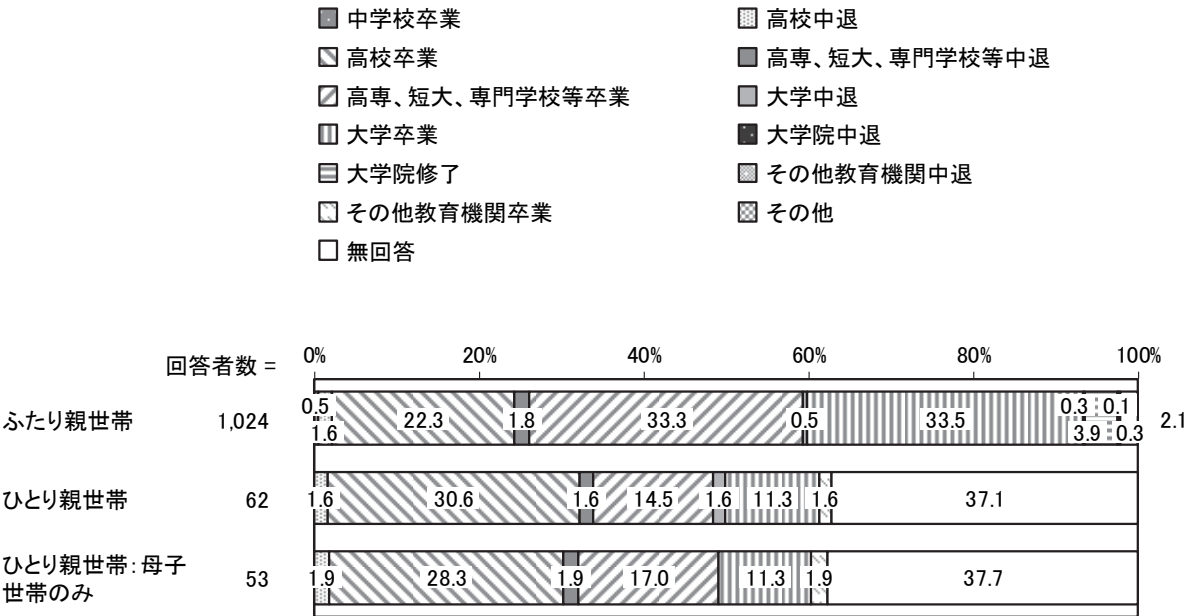 中学校卒業 高校中退
高校卒業 高専、短大、専門学校等中退
高専、短大、専門学校等卒業 大学中退
大学卒業 大学院中退
大学院修了 その他教育機関中退
その他教育機関卒業 その他
無回答
回答者数 = 0% 20% 40% 60% 80% 100%
ふたり親世帯 1,024 0.5 1.6 22.3 1.8 33.3 0.5 33.5 0.3 3.9 0.1 0.3 2.1
ひとり親世帯 62 1.6 30.6 1.6 14.5 1.6 11.3 1.6 37.1
ひとり親世帯:母子
世帯のみ 53 1.9 28.3 1.9 17.0 11.3 1.9 37.7